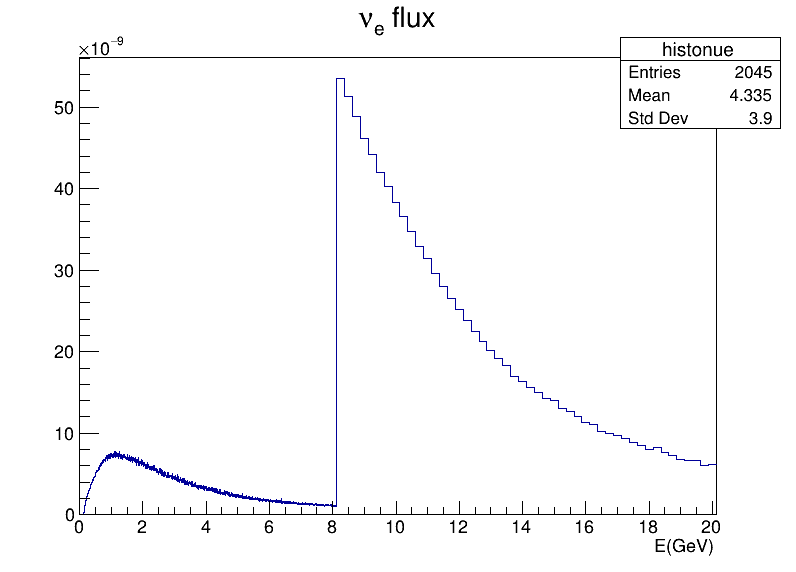 νe flux
×10⁻⁹
histonue
Entries 2045
Mean 4.335
Std Dev 3.9
50
40
30
20
10
0
0 2 4 6 8 10 12 14 16 18 20
E(GeV)